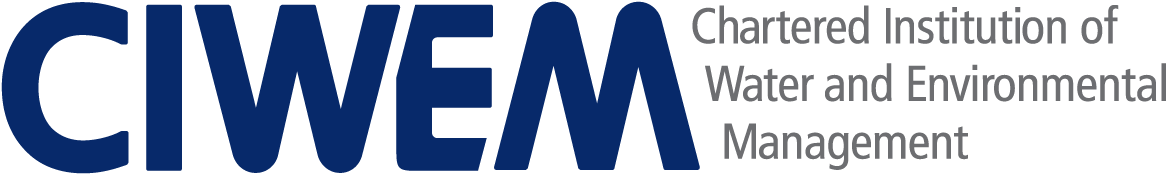 CIWEM
Chartered Institution of
Water and Environmental
Management